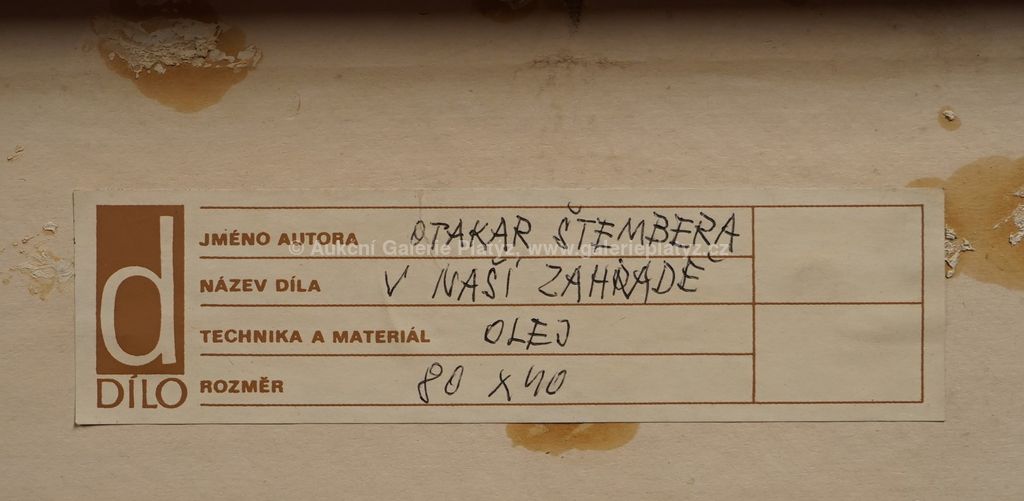 JMÉNO AUTORA OTAKAR ŠTEMBERA
© Aukcní Galerie Platýz, www.galerieplatyz.cz
NÁZEV DÍLA V NAŠÍ ZAHRADĚ
TECHNIKA A MATERIÁL OLEJ
ROZMĚR 80 X 40
d
DÍLO